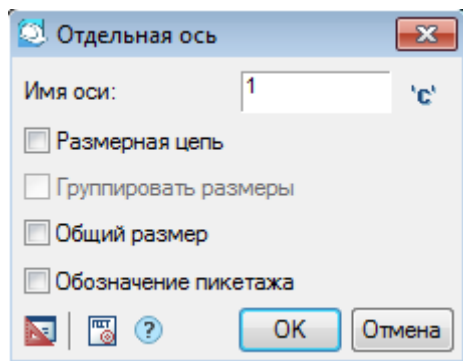 Отдельная ось
Имя оси: 1 'c'
Размерная цепь
Группировать размеры
Общий размер
Обозначение пикетажа
ОК Отмена